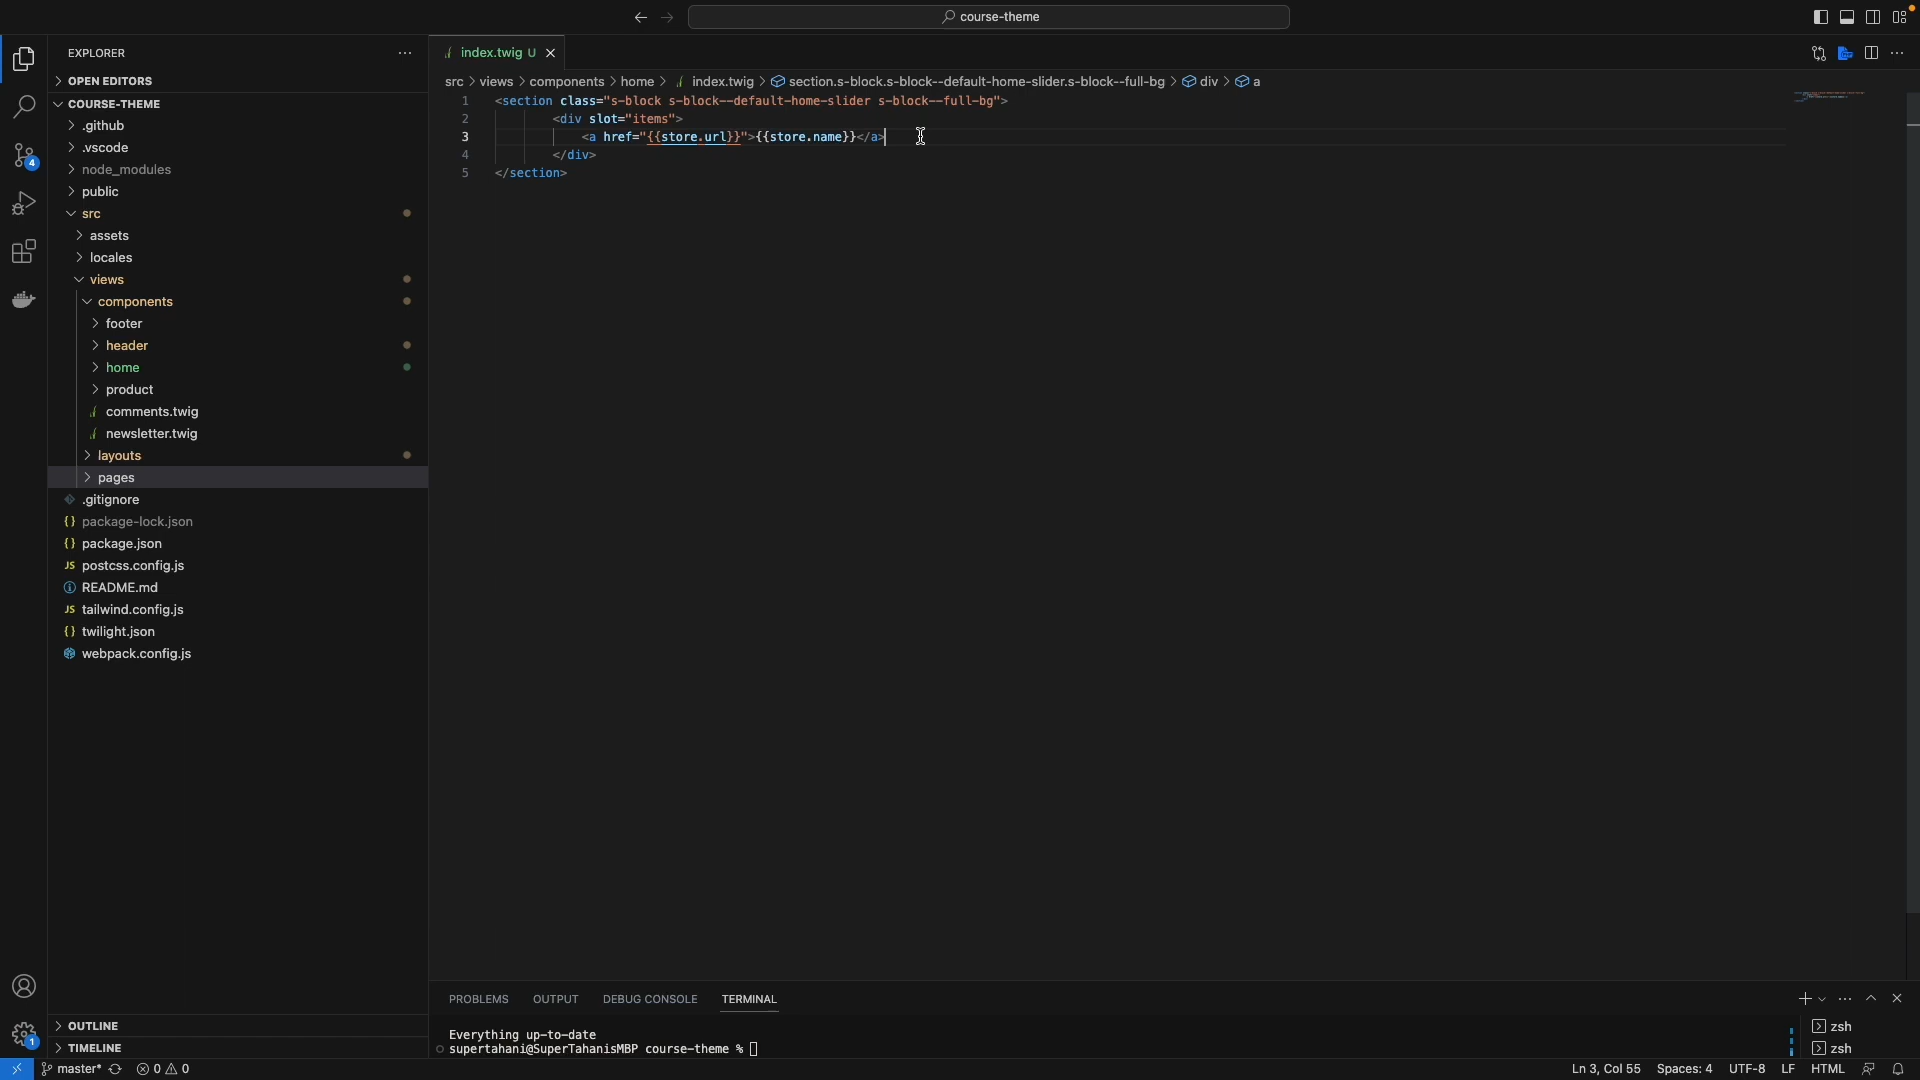 course-theme
EXPLORER
index.twig U
OPEN EDITORS
src > views > components > home > index.twig > section.s-block.s-block--default-home-slider.s-block--full-bg > div > a
COURSE-THEME
.github
.vscode
node_modules
public
src
assets
locales
views
components
footer
header
home
product
comments.twig
newsletter.twig
layouts
pages
.gitignore
package-lock.json
package.json
postcss.config.js
README.md
tailwind.config.js
twilight.json
webpack.config.js
OUTLINE
TIMELINE
1 <section class="s-block s-block--default-home-slider s-block--full-bg">
2 <div slot="items">
3 <a href="{{store.url}}">{{store.name}}</a>
4 </div>
5 </section>
PROBLEMS OUTPUT DEBUG CONSOLE TERMINAL
Everything up-to-date
supertahani@SuperTahanisMBP course-theme %
zsh
zsh
4
1
master* 0 0 Ln 3, Col 55 Spaces: 4 UTF-8 LF HTML